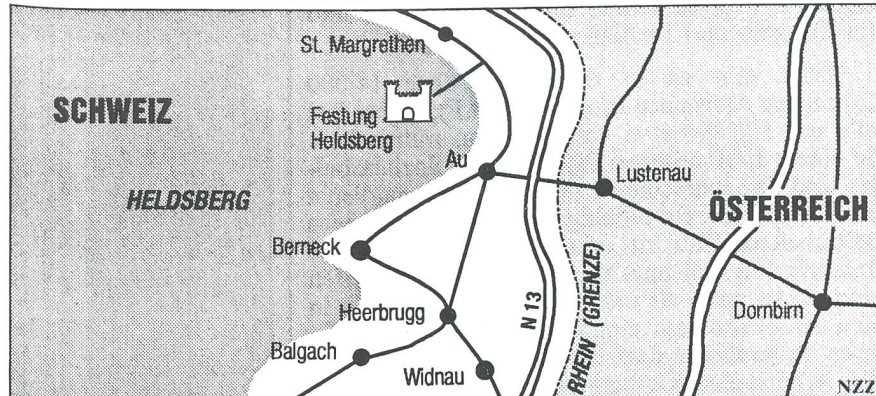 St. Margrethen
SCHWEIZ
Festung
Heldsberg
Au
Lustenau
HELDSBERG
ÖSTERREICH
Berneck
N 13
RHEIN (GRENZE)
Heerbrugg
Dornbirn
Balgach
Widnau
NZZ